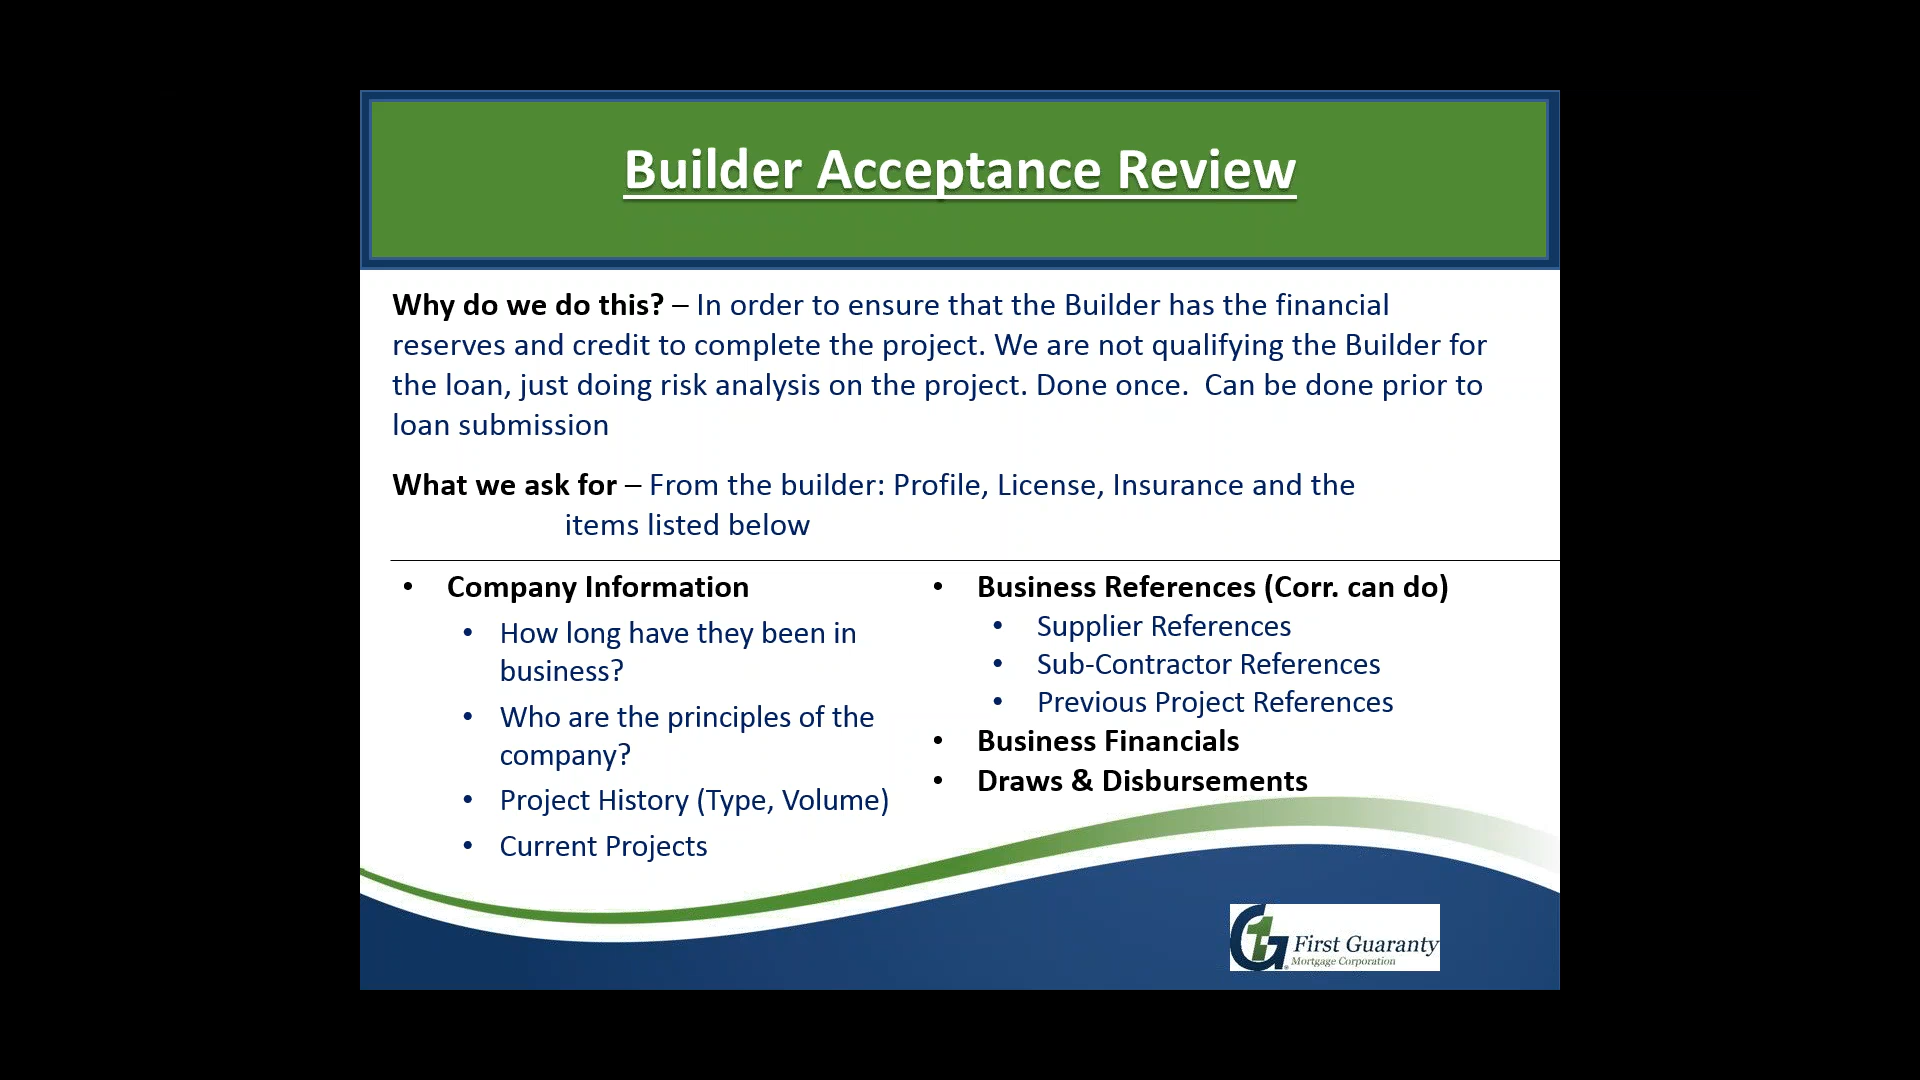 Builder Acceptance Review
Why do we do this? – In order to ensure that the Builder has the financial
reserves and credit to complete the project. We are not qualifying the Builder for
the loan, just doing risk analysis on the project. Done once.  Can be done prior to
loan submission
What we ask for – From the builder: Profile, License, Insurance and the
items listed below
• Company Information
• How long have they been in
business?
• Who are the principles of the
company?
• Project History (Type, Volume)
• Current Projects
• Business References (Corr. can do)
• Supplier References
• Sub-Contractor References
• Previous Project References
• Business Financials
• Draws & Disbursements
First Guaranty
Mortgage Corporation